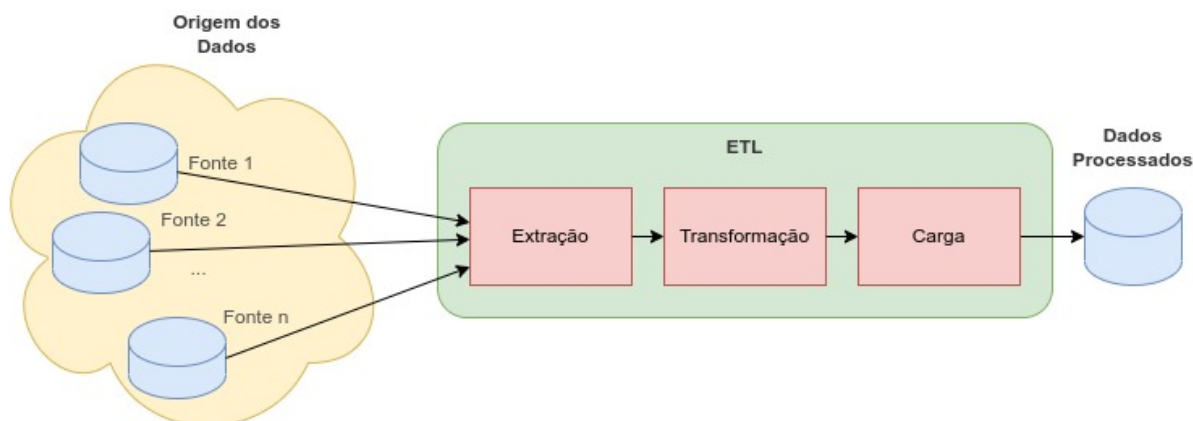 Origem dos
Dados
Fonte 1
Fonte 2
...
Fonte n
ETL
Extração
Transformação
Carga
Dados
Processados